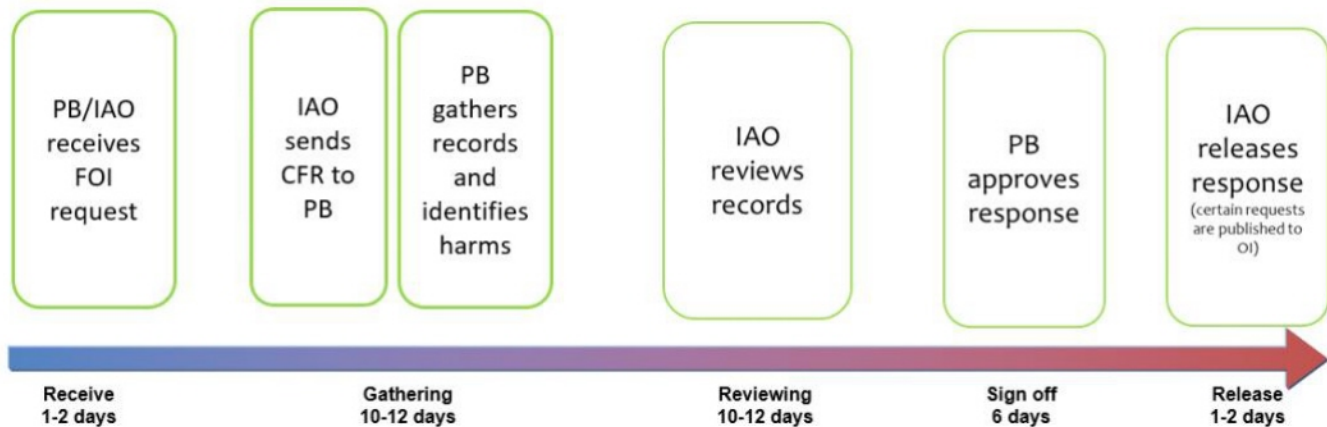 PB/IAO
receives
FOI
request
IAO
sends
CFR to
PB
PB
gathers
records
and
identifies
harms
IAO
reviews
records
PB
approves
response
IAO
releases
response
(certain requests
are published to
OI)
Receive
1-2 days
Gathering
10-12 days
Reviewing
10-12 days
Sign off
6 days
Release
1-2 days